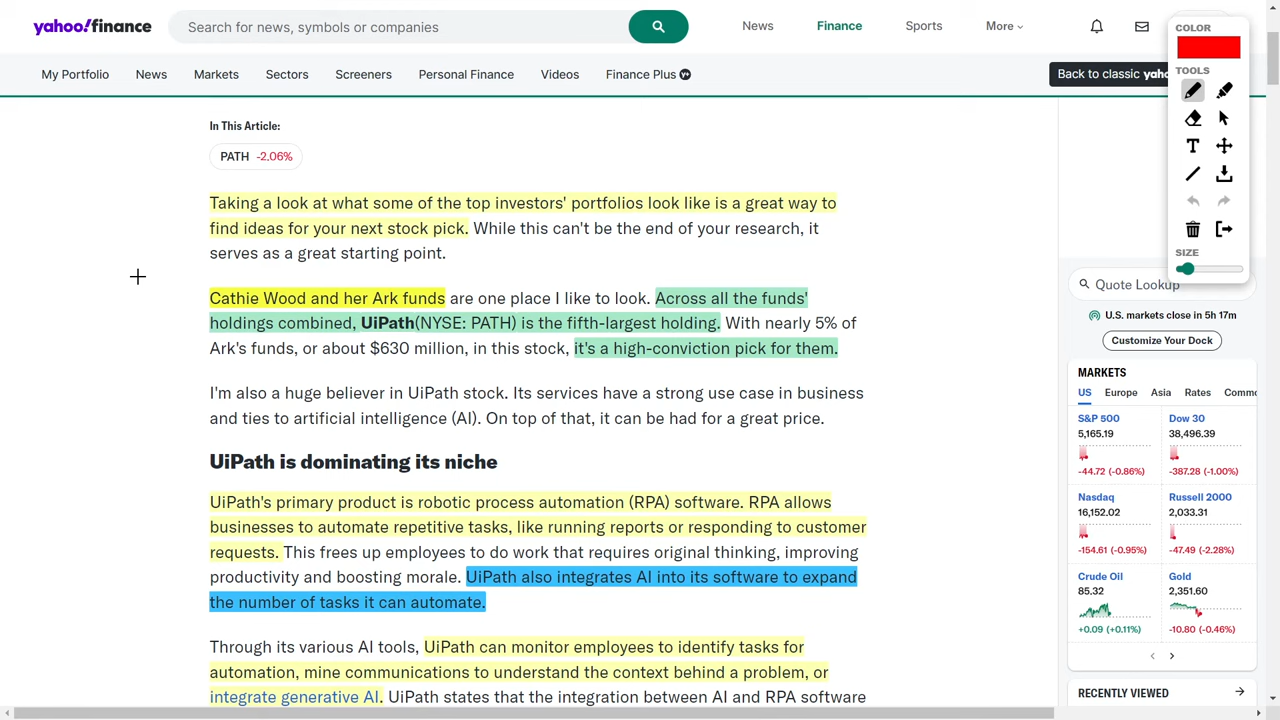 yahoo!finance
Search for news, symbols or companies
News
Finance
Sports
More
My Portfolio
News
Markets
Sectors
Screeners
Personal Finance
Videos
Finance Plus
Back to classic yaho
COLOR
TOOLS
SIZE
In This Article:
PATH -2.06%
Taking a look at what some of the top investors' portfolios look like is a great way to
find ideas for your next stock pick. While this can't be the end of your research, it
serves as a great starting point.
Cathie Wood and her Ark funds are one place I like to look. Across all the funds'
holdings combined, UiPath(NYSE: PATH) is the fifth-largest holding. With nearly 5% of
Ark's funds, or about $630 million, in this stock, it's a high-conviction pick for them.
I'm also a huge believer in UiPath stock. Its services have a strong use case in business
and ties to artificial intelligence (AI). On top of that, it can be had for a great price.
UiPath is dominating its niche
UiPath's primary product is robotic process automation (RPA) software. RPA allows
businesses to automate repetitive tasks, like running reports or responding to customer
requests. This frees up employees to do work that requires original thinking, improving
productivity and boosting morale. UiPath also integrates AI into its software to expand
the number of tasks it can automate.
Through its various AI tools, UiPath can monitor employees to identify tasks for
automation, mine communications to understand the context behind a problem, or
integrate generative AI. UiPath states that the integration between AI and RPA software
Quote Lookup
U.S. markets close in 5h 17m
Customize Your Dock
MARKETS
US Europe Asia Rates Commo
S&P 500
5,165.19
-44.72 (-0.86%)
Dow 30
38,496.39
-387.28 (-1.00%)
Nasdaq
16,152.02
-154.61 (-0.95%)
Russell 2000
2,033.31
-47.49 (-2.28%)
Crude Oil
85.32
+0.09 (+0.11%)
Gold
2,351.60
-10.80 (-0.46%)
RECENTLY VIEWED